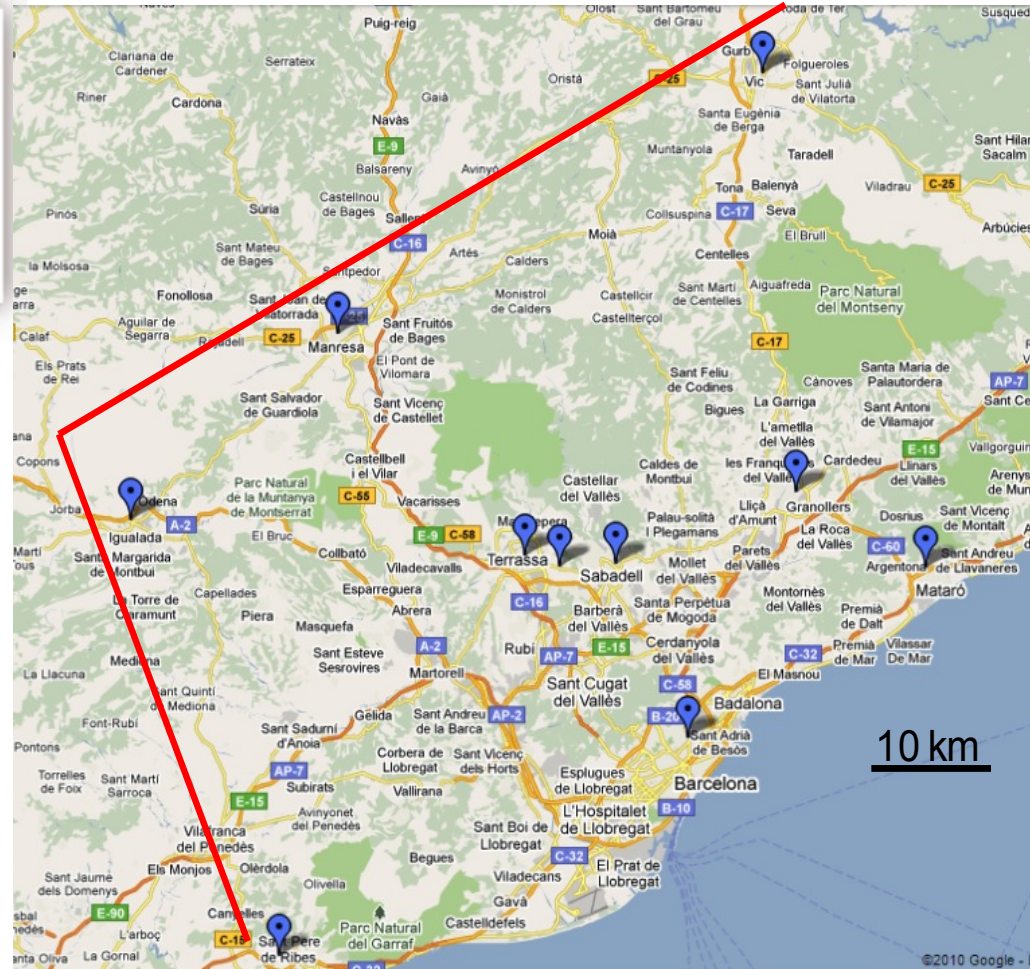 Navès
Puig-reig
Olost
Sant Bartomeu
del Grau
Roda de Ter
Susqued
Clariana de
Cardener
Serrateix
Gurb
Folgueroles
Oristà
C-25
Vic
Sant Julià
de Vilatorta
Riner
Cardona
Gaià
Navàs
Santa Eugènia
de Berga
E-9
Sant Hilar
Sacalm
Balsareny
Avinyó
Muntanyola
Taradell
Viladrau
C-25
Castellnou
de Bages
Tona
Balenyà
Pinós
Súria
Sallent
Collsuspina
C-17
Seva
Arbúcies
C-16
Moià
El Brull
Sant Mateu
de Bages
Artés
Calders
Centelles
la Molsosa
Santpedor
Fonollosa
Sant Joan de
Vilatorrada
Monistrol
de Calders
Castellcir
Sant Martí
de Centelles
Aiguafreda
Parc Natural
del Montseny
Castellterçol
Aguilar de
Segarra
Rajadell
C-25
Sant Fruitós
de Bages
Calaf
Manresa
C-17
Els Prats
de Rei
El Pont de
Vilomara
Sant Feliu
de Codines
Cànoves
Santa Maria de
Palautordera
AP-7
Sant Salvador
de Guardiola
Sant Vicenç
de Castellet
Bigues
La Garriga
Sant Antoni
de Vilamajor
Sant Ce
L'ametlla
del Vallès
E-15
Copons
Castellbell
i el Vilar
Castellar
del Vallès
Caldes de
Montbui
les Franqueses
del Vallès
Cardedeu
Llinars
del Vallès
Vallgorguin
Parc Natural
de la Muntanya
de Montserrat
C-55
Vacarisses
Arenys
de Mun
Jorba
Òdena
A-2
Granollers
Igualada
El Bruc
E-9
C-58
Matadepera
Palau-solità
I Plegamans
Lliçà
d'Amunt
La Roca
del Vallès
Dosrius
Sant Vicenç
de Montalt
Martí
Tous
Santa Margarida
de Montbui
Collbató
Viladecavalls
Terrassa
Sabadell
Mollet
del Vallès
Parets
del Vallès
C-60
Argentona
Sant Andreu
de Llavaneres
Mataró
La Torre de
Claramunt
Capellades
Piera
Esparreguera
Abrera
C-16
Barberà
del Vallès
Santa Perpètua
de Mogoda
Montornès
del Vallès
Premià
de Dalt
Masquefa
A-2
Rubí
AP-7
E-15
Cerdanyola
del Vallès
Premià
de Mar
Vilassar
De Mar
Mediona
Sant Esteve
Sesrovires
Martorell
C-32
La Llacuna
El Masnou
Sant Quintí
de Mediona
Sant Cugat
del Vallès
C-58
Badalona
Font-Rubí
Gelida
Sant Andreu
de la Barca
AP-2
B-20
Sant Adrià
de Besòs
Pontons
Sant Sadurní
d'Anoia
Corbera de
Llobregat
Sant Vicenç
dels Horts
10 km
AP-7
Torrelles
de Foix
Sant Martí
Sarroca
Subirats
Vallirana
Esplugues
de Llobregat
Barcelona
E-15
Avinyonet
del Penedès
L'Hospitalet
de Llobregat
B-10
Vilafranca
del Penedès
Sant Boi de
Llobregat
Els Monjos
Olèrdola
Begues
C-32
El Prat de
Llobregat
Sant Jaume
dels Domenys
Olivella
Viladecans
Gavà
E-90
Canyelles
Parc Natural
del Garraf
Castelldefels
L'arboç
C-15
Sant Pere
de Ribes
anta Oliva
La Gornal
C-32
©2010 Google -